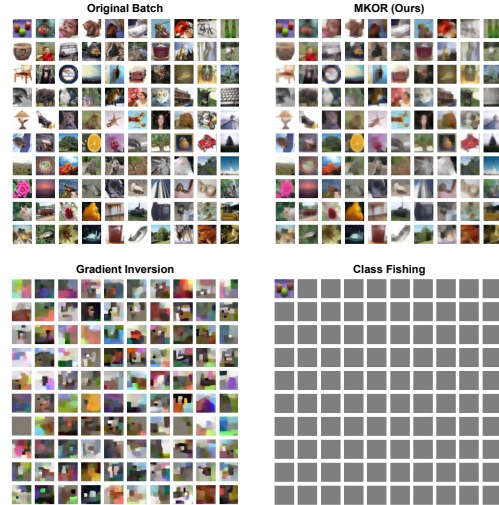 Original Batch
MKOR (Ours)
Gradient Inversion
Class Fishing